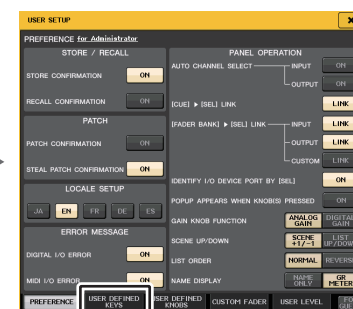 USER SETUP
PREFERENCE for Administrator
STORE / RECALL
STORE CONFIRMATION ON
RECALL CONFIRMATION ON
PATCH
PATCH CONFIRMATION ON
STEAL PATCH CONFIRMATION ON
LOCALE SETUP
JA EN FR DE ES
ERROR MESSAGE
DIGITAL I/O ERROR ON
MIDI I/O ERROR ON
PANEL OPERATION
AUTO CHANNEL SELECT INPUT ON
OUTPUT ON
[CUE] ▶ [SEL] LINK LINK
[FADER BANK] ▶ [SEL] LINK INPUT LINK
OUTPUT LINK
CUSTOM LINK
IDENTIFY I/O DEVICE PORT BY [SEL] ON
POPUP APPEARS WHEN KNOB(S) PRESSED ON
GAIN KNOB FUNCTION ANALOG GAIN DIGITAL GAIN
SCENE UP/DOWN SCENE +1/-1 LIST UP/DOW
LIST ORDER NORMAL REVERS
NAME DISPLAY NAME ONLY GR METER
PREFERENCE USER DEFINED KEYS USER DEFINED KNOBS CUSTOM FADER USER LEVEL